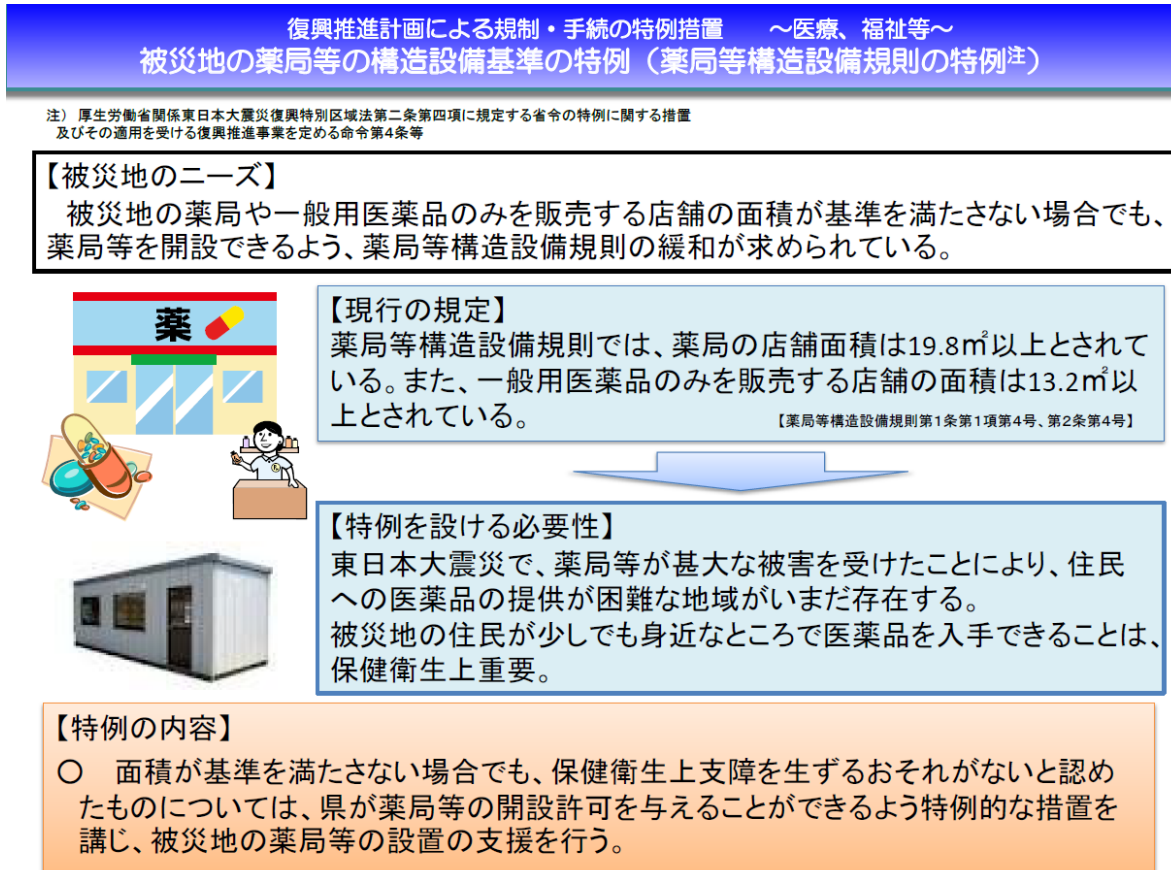 復興推進計画による規制・手続の特例措置　～医療、福祉等～
被災地の薬局等の構造設備基準の特例（薬局等構造設備規則の特例注）
注）厚生労働省関係東日本大震災復興特別区域法第二条第四項に規定する省令の特例に関する措置
及びその適用を受ける復興推進事業を定める命令第4条等
【被災地のニーズ】
被災地の薬局や一般用医薬品のみを販売する店舗の面積が基準を満たさない場合でも、
薬局等を開設できるよう、薬局等構造設備規則の緩和が求められている。
薬
【現行の規定】
薬局等構造設備規則では、薬局の店舗面積は19.8㎡以上とされて
いる。また、一般用医薬品のみを販売する店舗の面積は13.2㎡以
上とされている。
【薬局等構造設備規則第1条第1項第4号、第2条第4号】
【特例を設ける必要性】
東日本大震災で、薬局等が甚大な被害を受けたことにより、住民
への医薬品の提供が困難な地域がいまだ存在する。
被災地の住民が少しでも身近なところで医薬品を入手できることは、
保健衛生上重要。
【特例の内容】
○　面積が基準を満たさない場合でも、保健衛生上支障を生ずるおそれがないと認め
たものについては、県が薬局等の開設許可を与えることができるよう特例的な措置を
講じ、被災地の薬局等の設置の支援を行う。